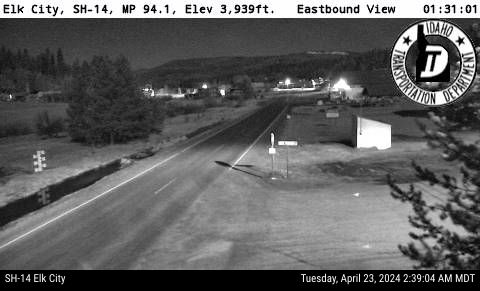 Elk City, SH-14, MP 94.1, Elev 3,939ft. Eastbound View 01:31:01
IDAHO
TRANSPORTATION DEPARTMENT
SH-14 Elk City Tuesday, April 23, 2024 2:39:04 AM MDT